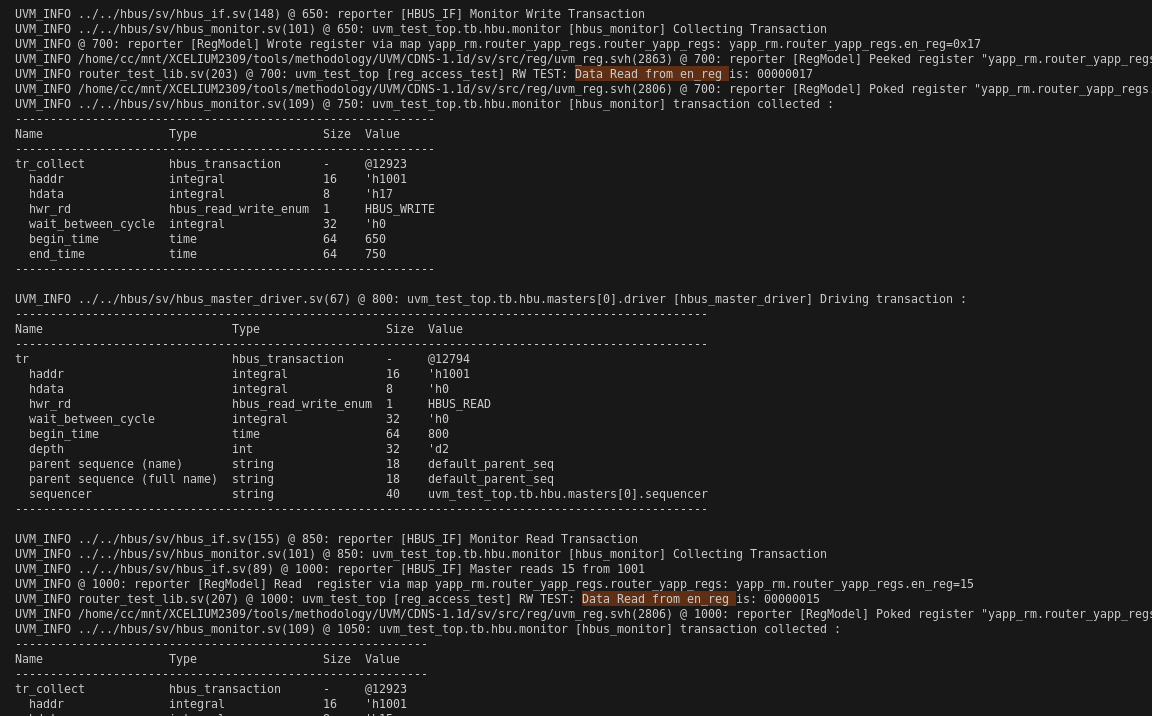 UVM_INFO ../../hbus/sv/hbus_if.sv(148) @ 650: reporter [HBUS_IF] Monitor Write Transaction
UVM_INFO ../../hbus/sv/hbus_monitor.sv(101) @ 650: uvm_test_top.tb.hbu.monitor [hbus_monitor] Collecting Transaction
UVM_INFO @ 700: reporter [RegModel] Wrote register via map yapp_rm.router_yapp_regs.router_yapp_regs: yapp_rm.router_yapp_regs.en_reg=0x17
UVM_INFO /home/cc/mnt/XCELIUM2309/tools/methodology/UVM/CDNS-1.1d/sv/src/reg/uvm_reg.svh(2863) @ 700: reporter [RegModel] Peeked register "yapp_rm.router_yapp_regs
UVM_INFO router_test_lib.sv(203) @ 700: uvm_test_top [reg_access_test] RW TEST: Data Read from en_reg is: 00000017
UVM_INFO /home/cc/mnt/XCELIUM2309/tools/methodology/UVM/CDNS-1.1d/sv/src/reg/uvm_reg.svh(2806) @ 700: reporter [RegModel] Poked register "yapp_rm.router_yapp_regs.
UVM_INFO ../../hbus/sv/hbus_monitor.sv(109) @ 750: uvm_test_top.tb.hbu.monitor [hbus_monitor] transaction collected :
------------------------------------------------------------
Name                  Type                  Size  Value
------------------------------------------------------------
tr_collect            hbus_transaction      -     @12923
  haddr               integral              16    'h1001
  hdata               integral              8     'h17
  hwr_rd              hbus_read_write_enum  1     HBUS_WRITE
  wait_between_cycle  integral              32    'h0
  begin_time          time                  64    650
  end_time            time                  64    750
------------------------------------------------------------
UVM_INFO ../../hbus/sv/hbus_master_driver.sv(67) @ 800: uvm_test_top.tb.hbu.masters[0].driver [hbus_master_driver] Driving transaction :
---------------------------------------------------------------------------------------------------
Name                           Type                  Size  Value
---------------------------------------------------------------------------------------------------
tr                             hbus_transaction      -     @12794
  haddr                        integral              16    'h1001
  hdata                        integral              8     'h0
  hwr_rd                       hbus_read_write_enum  1     HBUS_READ
  wait_between_cycle           integral              32    'h0
  begin_time                   time                  64    800
  depth                        int                   32    'd2
  parent sequence (name)       string                18    default_parent_seq
  parent sequence (full name)  string                18    default_parent_seq
  sequencer                    string                40    uvm_test_top.tb.hbu.masters[0].sequencer
---------------------------------------------------------------------------------------------------
UVM_INFO ../../hbus/sv/hbus_if.sv(155) @ 850: reporter [HBUS_IF] Monitor Read Transaction
UVM_INFO ../../hbus/sv/hbus_monitor.sv(101) @ 850: uvm_test_top.tb.hbu.monitor [hbus_monitor] Collecting Transaction
UVM_INFO ../../hbus/sv/hbus_if.sv(89) @ 1000: reporter [HBUS_IF] Master reads 15 from 1001
UVM_INFO @ 1000: reporter [RegModel] Read  register via map yapp_rm.router_yapp_regs.router_yapp_regs: yapp_rm.router_yapp_regs.en_reg=15
UVM_INFO router_test_lib.sv(207) @ 1000: uvm_test_top [reg_access_test] RW TEST: Data Read from en_reg is: 00000015
UVM_INFO /home/cc/mnt/XCELIUM2309/tools/methodology/UVM/CDNS-1.1d/sv/src/reg/uvm_reg.svh(2806) @ 1000: reporter [RegModel] Poked register "yapp_rm.router_yapp_regs
UVM_INFO ../../hbus/sv/hbus_monitor.sv(109) @ 1050: uvm_test_top.tb.hbu.monitor [hbus_monitor] transaction collected :
-----------------------------------------------------------
Name                  Type                  Size  Value
-----------------------------------------------------------
tr_collect            hbus_transaction      -     @12923
  haddr               integral              16    'h1001